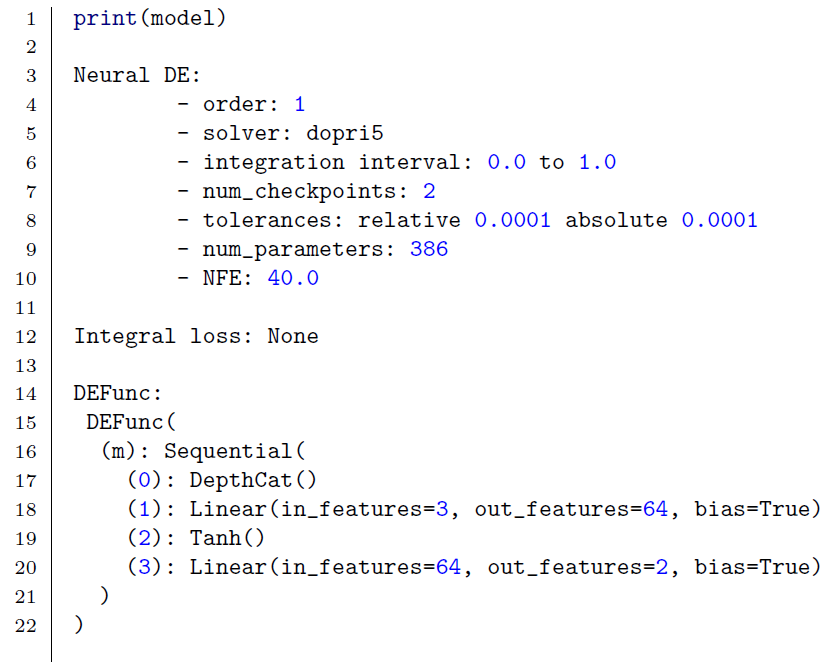 1 print(model)
2
3 Neural DE:
4 - order: 1
5 - solver: dopri5
6 - integration interval: 0.0 to 1.0
7 - num_checkpoints: 2
8 - tolerances: relative 0.0001 absolute 0.0001
9 - num_parameters: 386
10 - NFE: 40.0
11
12 Integral loss: None
13
14 DEFunc:
15 DEFunc(
16 (m): Sequential(
17 (0): DepthCat()
18 (1): Linear(in_features=3, out_features=64, bias=True)
19 (2): Tanh()
20 (3): Linear(in_features=64, out_features=2, bias=True)
21 )
22 )